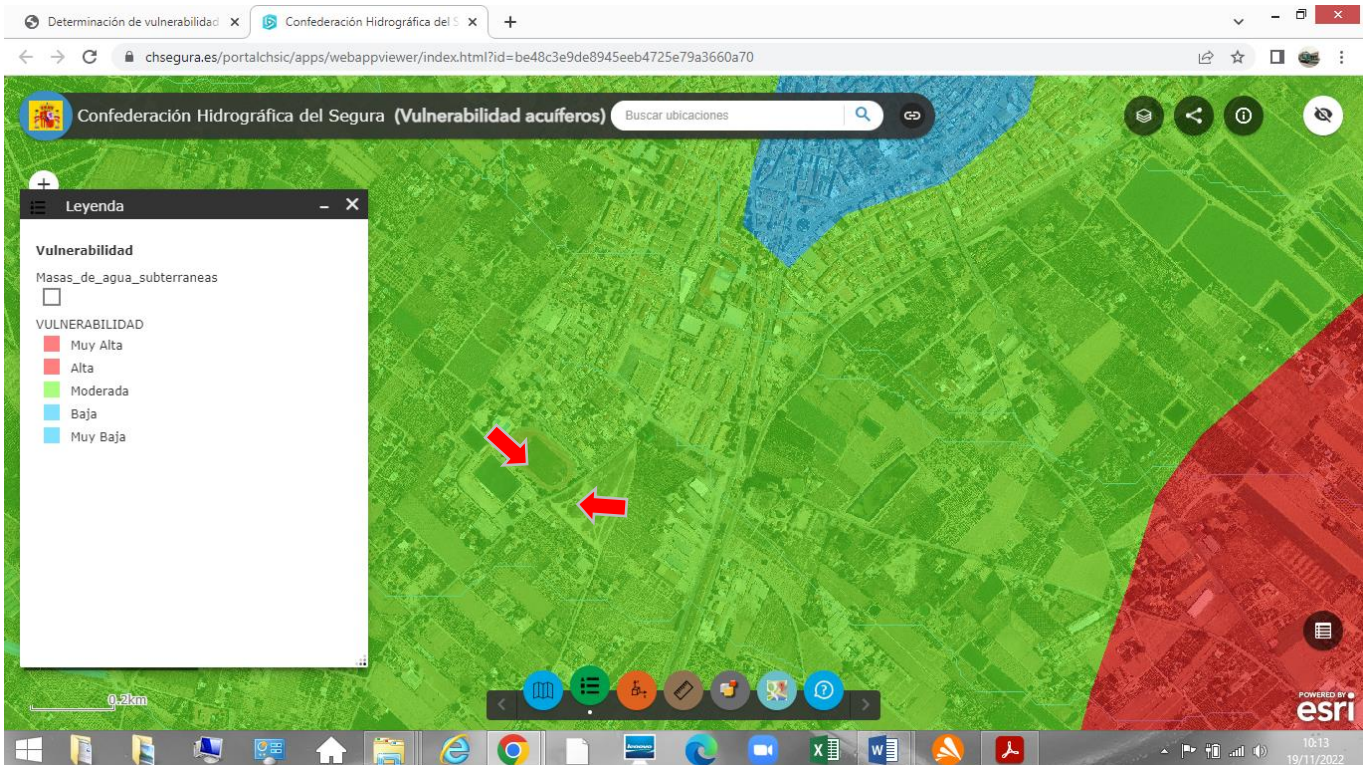 Determinación de vulnerabilidad
Confederación Hidrográfica del S
chsegura.es/portalchsic/apps/webappviewer/index.html?id=be48c3e9de8945eeb4725e79a3660a70
Confederación Hidrográfica del Segura (Vulnerabilidad acuíferos)
Buscar ubicaciones
Leyenda
Vulnerabilidad
Masas_de_agua_subterraneas
VULNERABILIDAD
Muy Alta
Alta
Moderada
Baja
Muy Baja
0.2km
POWERED BY
esri
10:13
19/11/2022